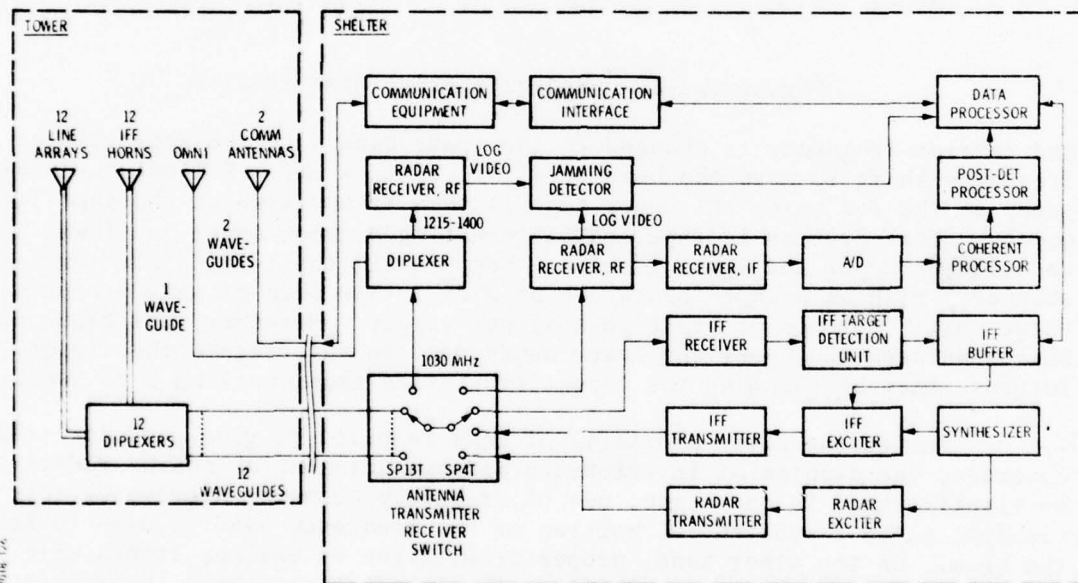 TOWER
SHELTER
12
LINE
ARRAYS
12
IFF
HORNS
OMNI
2
COMM
ANTENNAS
2
WAVE-
GUIDES
1
WAVE-
GUIDE
12
DIPLEXERS
12
WAVEGUIDES
COMMUNICATION
EQUIPMENT
COMMUNICATION
INTERFACE
DATA
PROCESSOR
RADAR
RECEIVER, RF
LOG
VIDEO
JAMMING
DETECTOR
POST-DET
PROCESSOR
1215-1400
LOG VIDEO
DIPLEXER
RADAR
RECEIVER, RF
RADAR
RECEIVER, IF
A/D
COHERENT
PROCESSOR
1030 MHz
IFF
RECEIVER
IFF TARGET
DETECTION
UNIT
IFF
BUFFER
SP13T
SP4T
ANTENNA
TRANSMITTER
RECEIVER
SWITCH
IFF
TRANSMITTER
IFF
EXCITER
SYNTHESIZER
RADAR
TRANSMITTER
RADAR
EXCITER